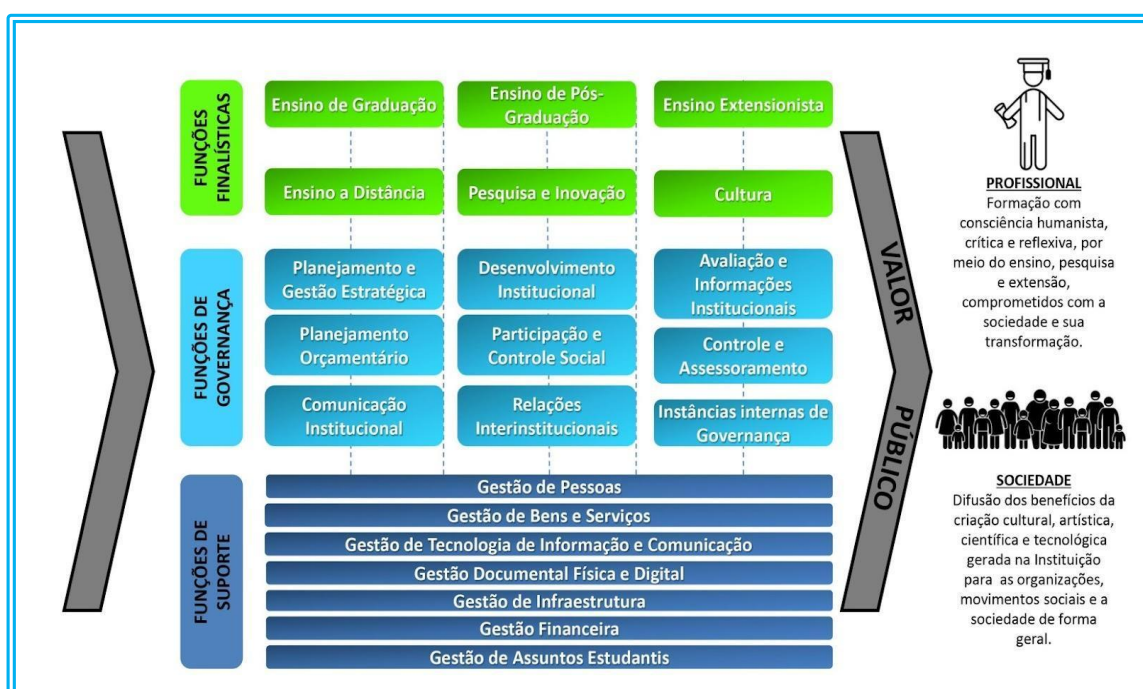 FUNÇÕES
FINALÍSTICAS
Ensino de Graduação
Ensino de Pós-
Graduação
Ensino Extensionista
Ensino a Distância
Pesquisa e Inovação
Cultura
FUNÇÕES DE
GOVERNANÇA
Planejamento e
Gestão Estratégica
Desenvolvimento
Institucional
Avaliação e
Informações
Institucionais
Planejamento
Orçamentário
Participação e
Controle Social
Controle e
Assessoramento
Comunicação
Institucional
Relações
Interinstitucionais
Instâncias internas de
Governança
FUNÇÕES DE
SUPORTE
Gestão de Pessoas
Gestão de Bens e Serviços
Gestão de Tecnologia de Informação e Comunicação
Gestão Documental Física e Digital
Gestão de Infraestrutura
Gestão Financeira
Gestão de Assuntos Estudantis
VALOR
PÚBLICO
PROFISSIONAL
Formação com
consciência humanista,
crítica e reflexiva, por
meio do ensino, pesquisa
e extensão,
comprometidos com a
sociedade e sua
transformação.
SOCIEDADE
Difusão dos benefícios da
criação cultural, artística,
científica e tecnológica
gerada na Instituição
para as organizações,
movimentos sociais e a
sociedade de forma
geral.